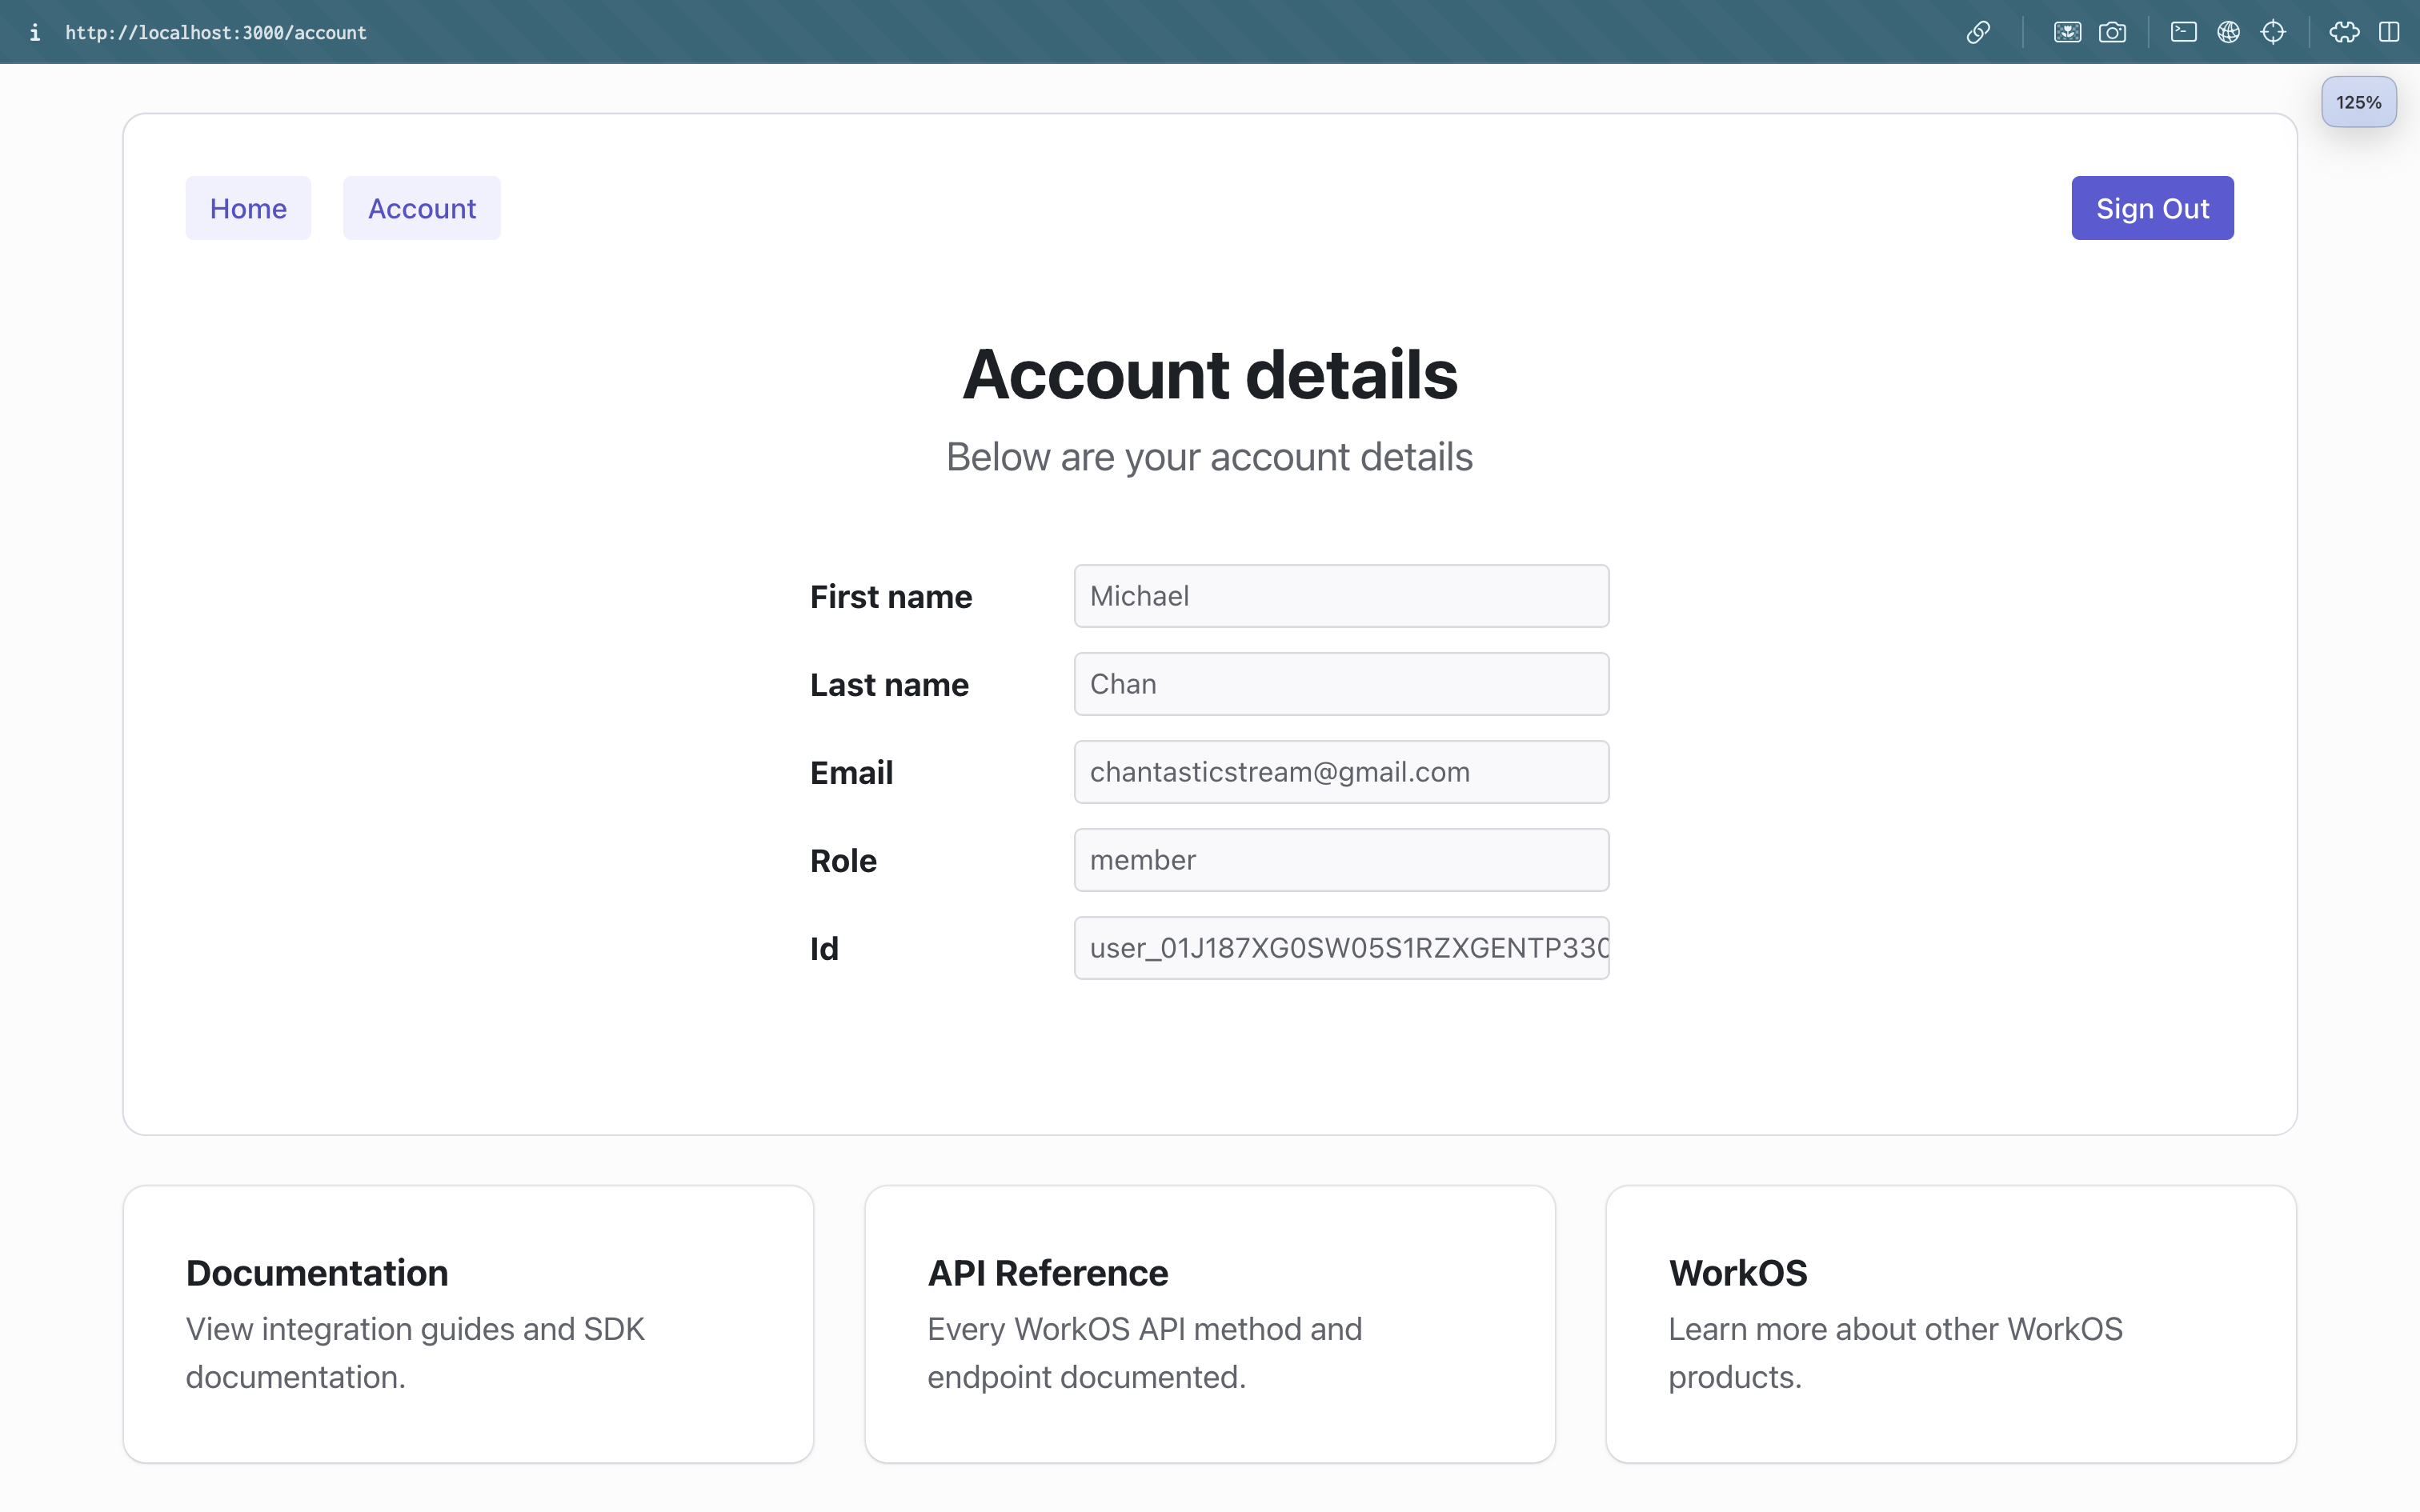 http://localhost:3000/account
125%
Home
Account
Sign Out
Account details
Below are your account details
First name
Michael
Last name
Chan
Email
chantasticstream@gmail.com
Role
member
Id
user_01J187XG0SW05S1RZXGENTP330
Documentation
View integration guides and SDK
documentation.
API Reference
Every WorkOS API method and
endpoint documented.
WorkOS
Learn more about other WorkOS
products.